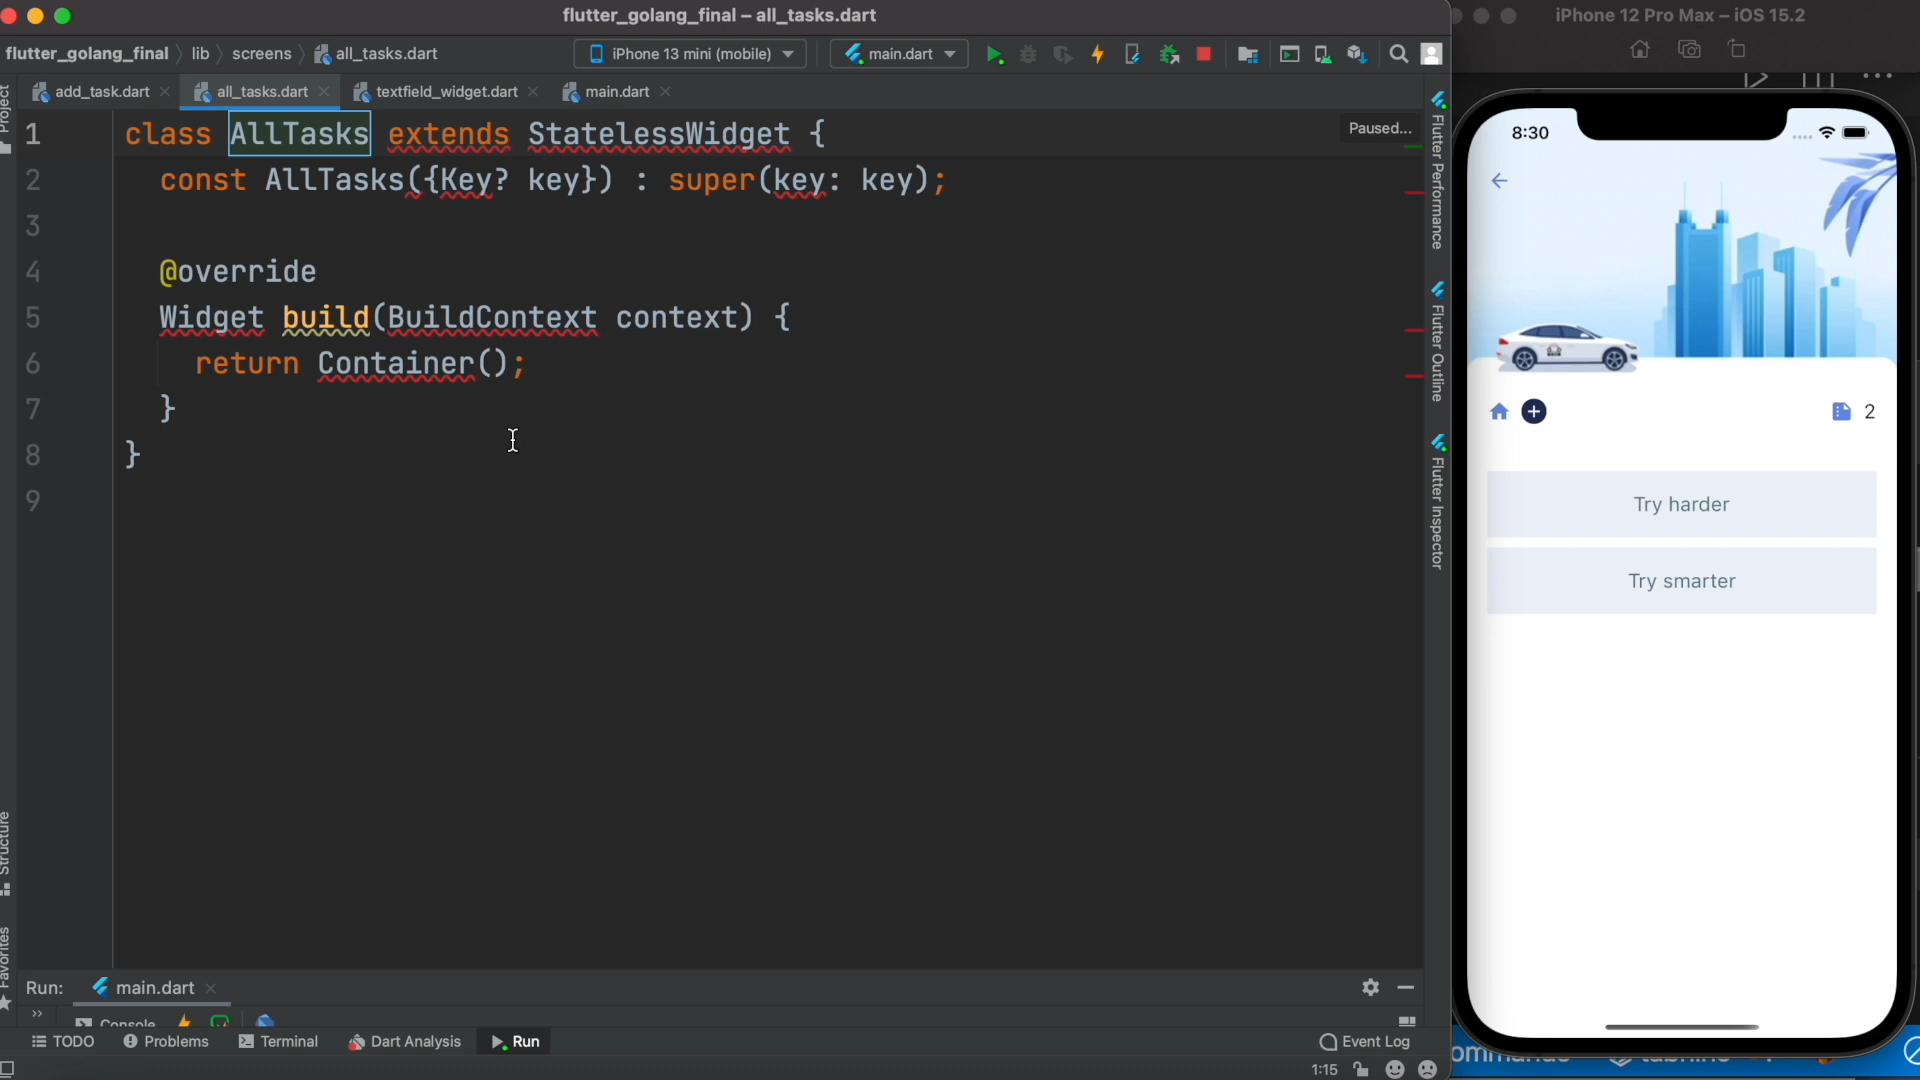 flutter_golang_final – all_tasks.dart
iPhone 12 Pro Max – iOS 15.2
flutter_golang_final lib screens all_tasks.dart
iPhone 13 mini (mobile) main.dart
add_task.dart all_tasks.dart textfield_widget.dart main.dart
Project
1 class AllTasks extends StatelessWidget {
Paused...
2 const AllTasks({Key? key}) : super(key: key);
3
4 @override
5 Widget build(BuildContext context) {
6 return Container();
7 }
8 }
9
Flutter Performance
Flutter Outline
Flutter Inspector
Structure
Favorites
8:30
2
Try harder
Try smarter
Run: main.dart
Console
TODO Problems Terminal Dart Analysis Run Event Log
1:15